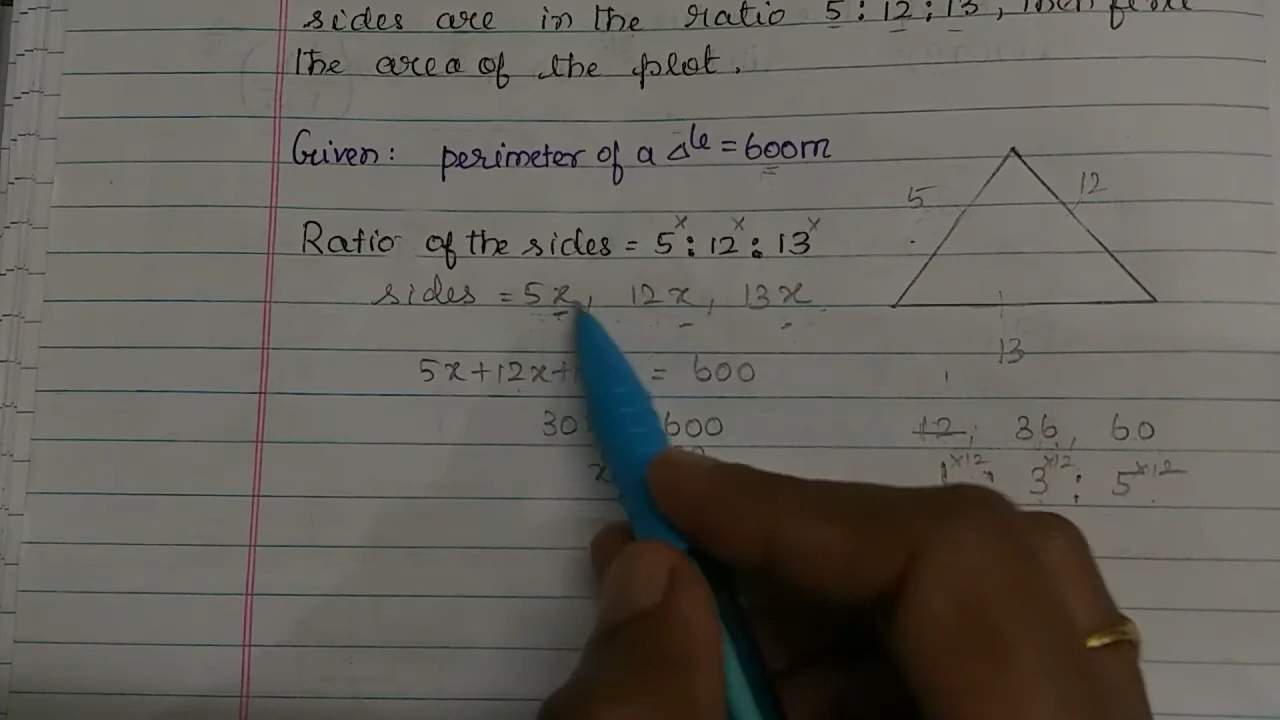 sides are in the ratio 5 : 12 : 13, then
the area of the plot.
Given: perimeter of a Δle = 600m
5
12
Ratio of the sides = 5x : 12x : 13x
sides = 5x, 12x, 13x
13
5x+12x+ = 600
30 600
12, 36, 60
x
1x12 : 3x12 : 5x12